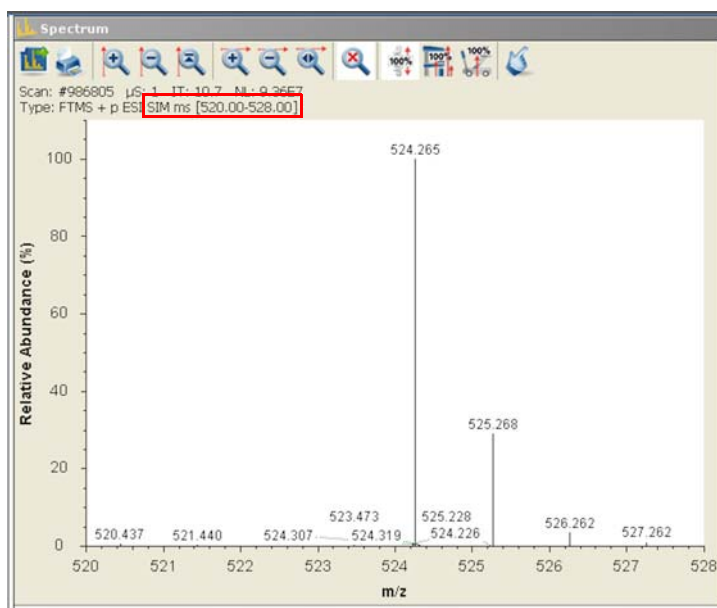 Spectrum
100% 100% 100%
Scan: #986805 µS: 1 IT: 10.7 NL: 9.36E7
Type: FTMS + p ESI SIM ms [520.00-528.00]
524.265
100
80
60
40
20
0
Relative Abundance (%)
525.268
523.473 525.228
526.262
520.437 521.440 524.307 524.319 524.226 527.262
520 521 522 523 524 525 526 527 528
m/z